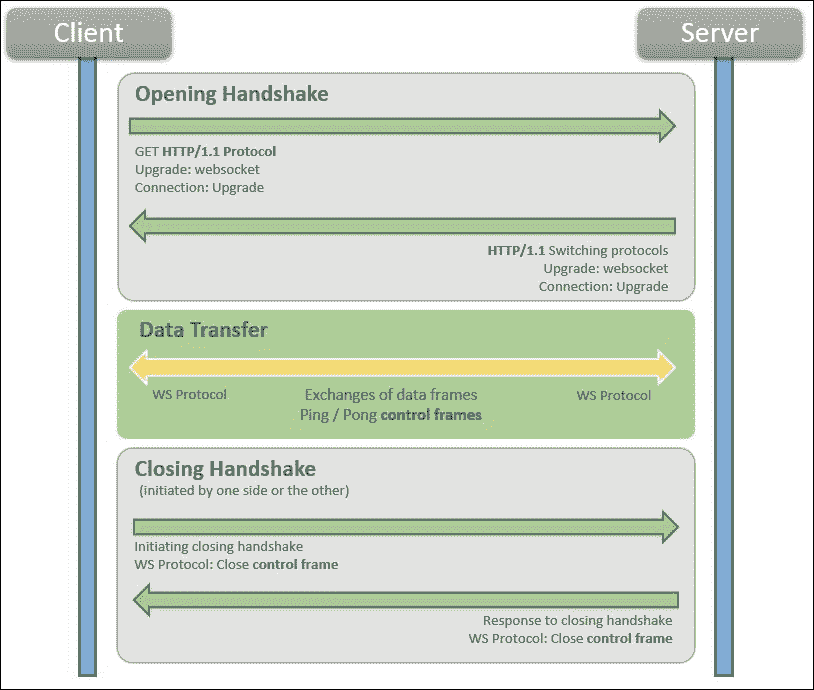 Client
Server
Opening Handshake
GET HTTP/1.1 Protocol
Upgrade: websocket
Connection: Upgrade
HTTP/1.1 Switching protocols
Upgrade: websocket
Connection: Upgrade
Data Transfer
WS Protocol
Exchanges of data frames
WS Protocol
Ping / Pong control frames
Closing Handshake
(initiated by one side or the other)
Initiating closing handshake
WS Protocol: Close control frame
Response to closing handshake
WS Protocol: Close control frame